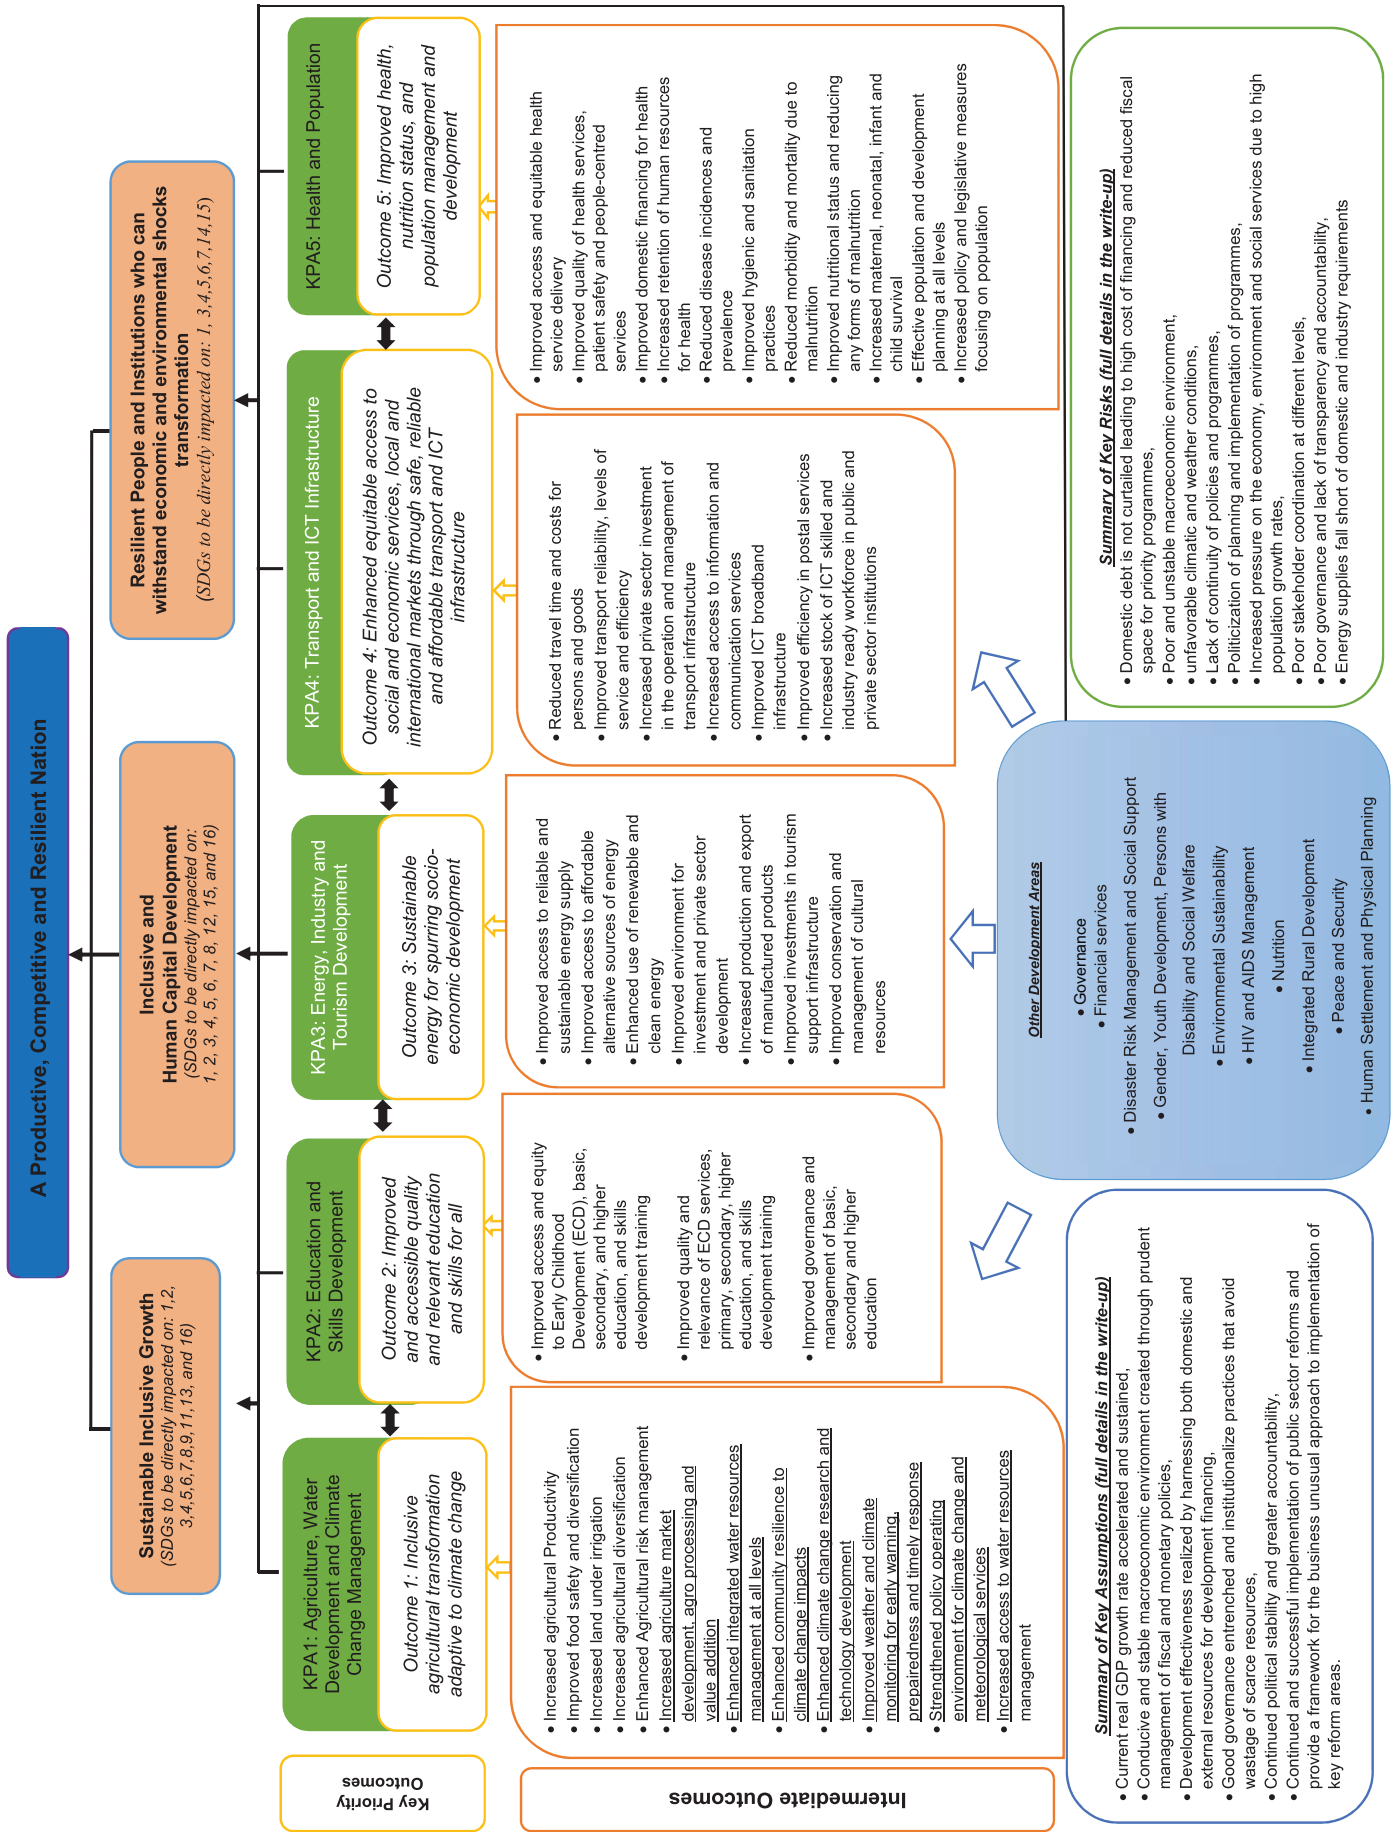 A Productive, Competitive and Resilient Nation
Sustainable Inclusive Growth
(SDGs to be directly impacted on: 1,2,
3,4,5,6,7,8,9,11,13, and 16)
Inclusive and
Human Capital Development
(SDGs to be directly impacted on:
1, 2, 3, 4, 5, 6, 7, 8, 12, 15, and 16)
Resilient People and Institutions who can
withstand economic and environmental shocks
transformation
(SDGs to be directly impacted on: 1, 3,4,5,6,7,14,15)
Key Priority
Outcomes
KPA1: Agriculture, Water
Development and Climate
Change Management
Outcome 1: Inclusive
agricultural transformation
adaptive to climate change
KPA2: Education and
Skills Development
Outcome 2: Improved
and accessible quality
and relevant education
and skills for all
KPA3: Energy, Industry and
Tourism Development
Outcome 3: Sustainable
energy for spurring socio-
economic development
KPA4: Transport and ICT Infrastructure
Outcome 4: Enhanced equitable access to
social and economic services, local and
international markets through safe, reliable
and affordable transport and ICT
infrastructure
KPA5: Health and Population
Outcome 5: Improved health,
nutrition status, and
population management and
development
Intermediate Outcomes
• Increased agricultural Productivity
• Improved food safety and diversification
• Increased land under irrigation
• Increased agricultural diversification
• Enhanced Agricultural risk management
• Increased agriculture market
development, agro processing and
value addition
• Enhanced integrated water resources
management at all levels
• Enhanced community resilience to
climate change impacts
• Enhanced climate change research and
technology development
• Improved weather and climate
monitoring for early warning,
prepairedness and timely response
• Strengthened policy operating
environment for climate change and
meteorological services
• Increased access to water resources
management
• Improved access and equity
to Early Childhood
Development (ECD), basic,
secondary, and higher
education, and skills
development training
• Improved quality and
relevance of ECD services,
primary, secondary, higher
education, and skills
development training
• Improved governance and
management of basic,
secondary and higher
education
• Improved access to reliable and
sustainable energy supply
• Improved access to affordable
alternative sources of energy
• Enhanced use of renewable and
clean energy
• Improved environment for
investment and private sector
development
• Increased production and export
of manufactured products
• Improved investments in tourism
support infrastructure
• Improved conservation and
management of cultural
resources
• Reduced travel time and costs for
persons and goods
• Improved transport reliability, levels of
service and efficiency
• Increased private sector investment
in the operation and management of
transport infrastructure
• Increased access to information and
communication services
• Improved ICT broadband
infrastructure
• Improved efficiency in postal services
• Increased stock of ICT skilled and
industry ready workforce in public and
private sector institutions
• Improved access and equitable health
service delivery
• Improved quality of health services,
patient safety and people-centred
services
• Improved domestic financing for health
• Increased retention of human resources
for health
• Reduced disease incidences and
prevalence
• Improved hygienic and sanitation
practices
• Reduced morbidity and mortality due to
malnutrition
• Improved nutritional status and reducing
any forms of malnutrition
• Increased maternal, neonatal, infant and
child survival
• Effective population and development
planning at all levels
• Increased policy and legislative measures
focusing on population
Summary of Key Assumptions (full details in the write-up)
• Current real GDP growth rate accelerated and sustained,
• Conducive and stable macroeconomic environment created through prudent
management of fiscal and monetary policies,
• Development effectiveness realized by harnessing both domestic and
external resources for development financing,
• Good governance entrenched and institutionalize practices that avoid
wastage of scarce resources,
• Continued political stability and greater accountability,
• Continued and successful implementation of public sector reforms and
provide a framework for the business unusual approach to implementation of
key reform areas.
Other Development Areas
• Governance
• Financial services
• Disaster Risk Management and Social Support
• Gender, Youth Development, Persons with
Disability and Social Welfare
• Environmental Sustainability
• HIV and AIDS Management
• Nutrition
• Integrated Rural Development
• Peace and Security
• Human Settlement and Physical Planning
Summary of Key Risks (full details in the write-up)
• Domestic debt is not curtailed leading to high cost of financing and reduced fiscal
space for priority programmes,
• Poor and unstable macroeconomic environment,
• unfavorable climatic and weather conditions,
• Lack of continuity of policies and programmes,
• Politicization of planning and implementation of programmes,
• Increased pressure on the economy, environment and social services due to high
population growth rates,
• Poor stakeholder coordination at different levels,
• Poor governance and lack of transparency and accountability,
• Energy supplies fall short of domestic and industry requirements